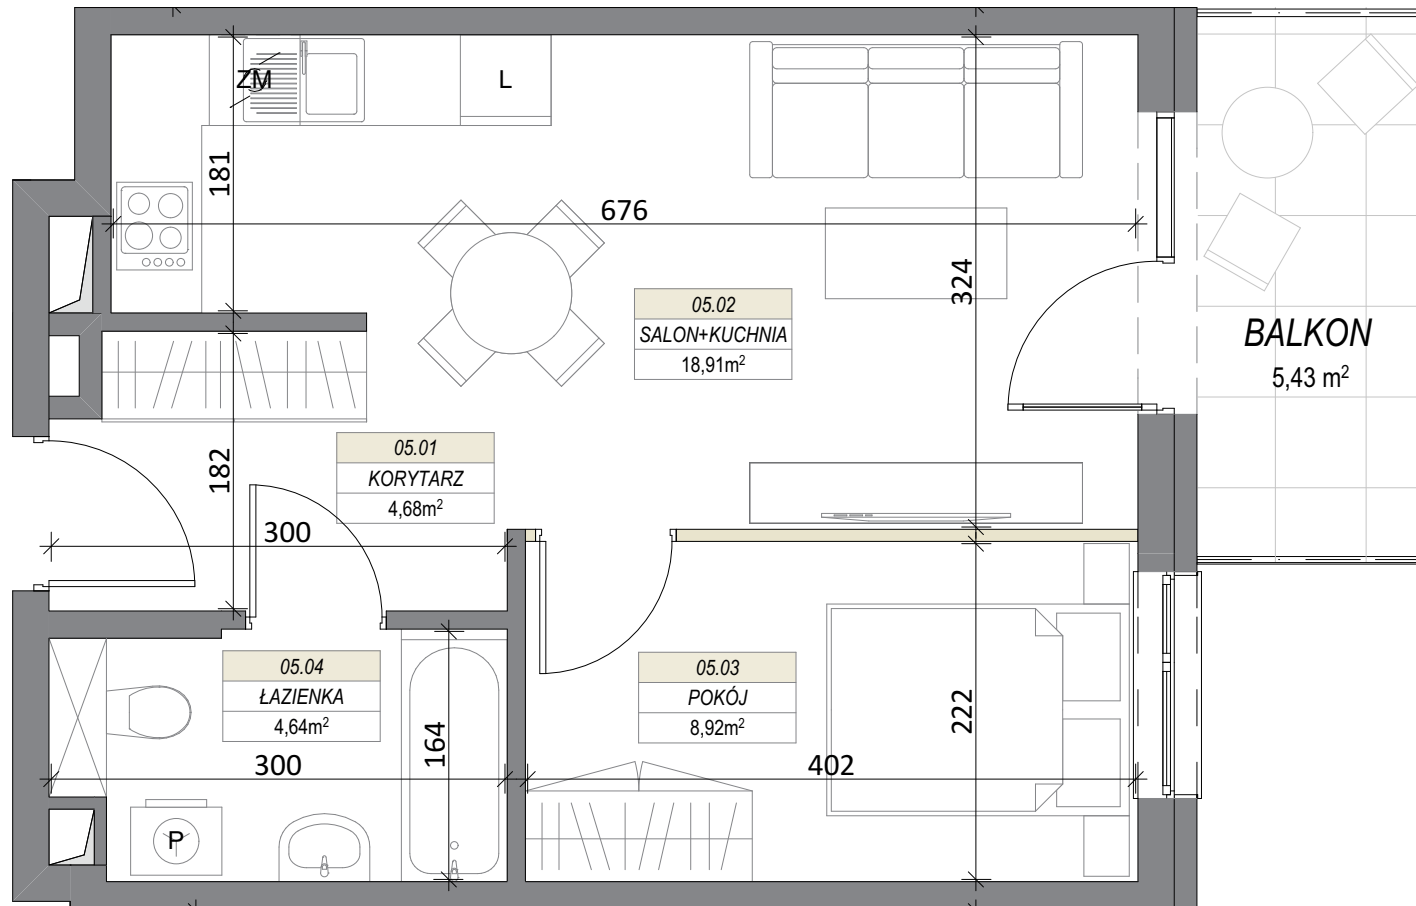 ZM
L
181
676
324
05.02
SALON+KUCHNIA
18,91m²
BALKON
5,43 m²
05.01
KORYTARZ
4,68m²
182
300
05.04
ŁAZIENKA
4,64m²
05.03
POKÓJ
8,92m²
164
222
300
402
P